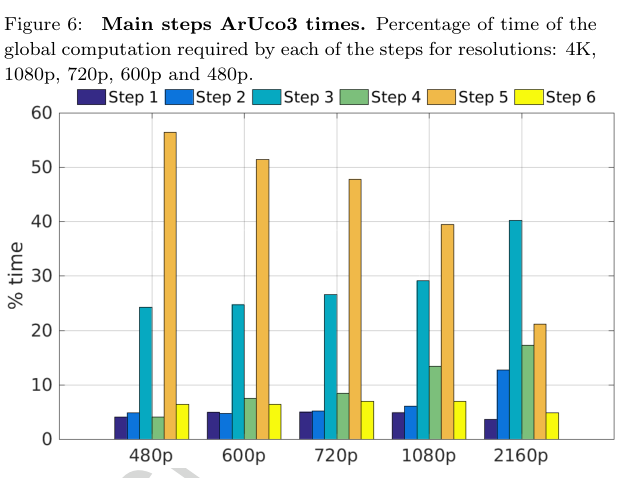 Figure 6: Main steps ArUco3 times. Percentage of time of the
global computation required by each of the steps for resolutions: 4K,
1080p, 720p, 600p and 480p.
Step 1 Step 2 Step 3 Step 4 Step 5 Step 6
60
50
40
30
20
10
0
% time
480p 600p 720p 1080p 2160p